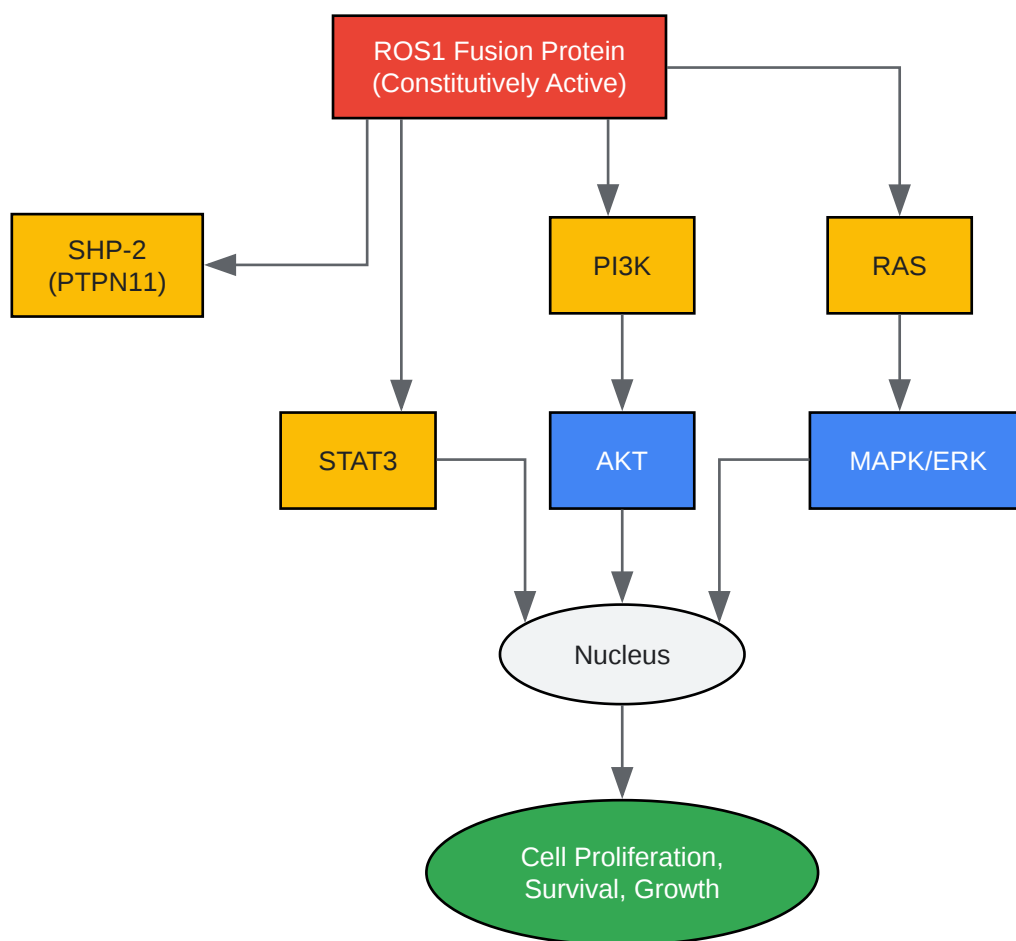 ROS1 Fusion Protein
(Constitutively Active)
SHP-2
(PTPN11)
PI3K
RAS
STAT3
AKT
MAPK/ERK
Nucleus
Cell Proliferation,
Survival, Growth